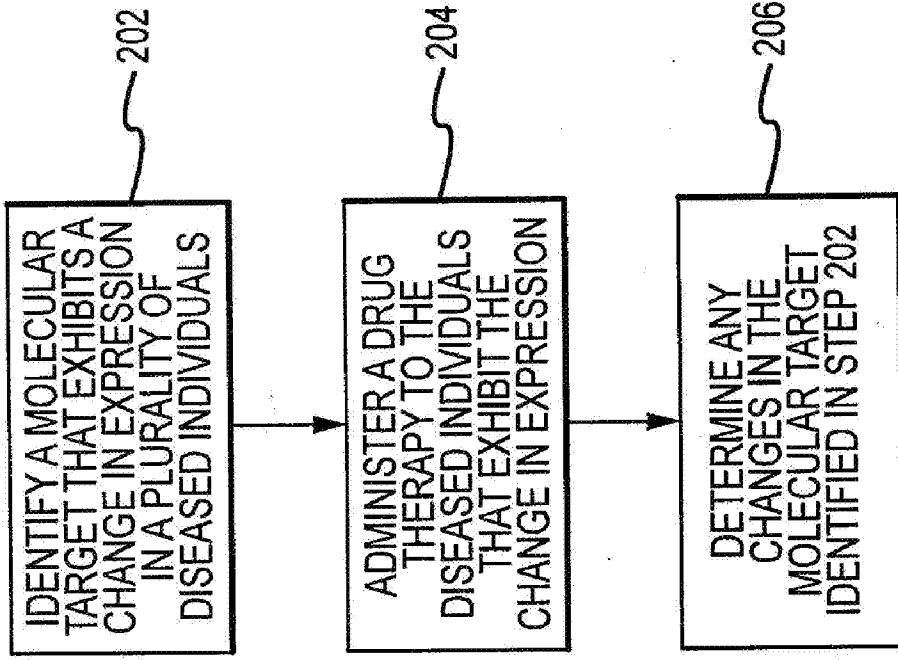 IDENTIFY A MOLECULAR
TARGET THAT EXHIBITS A
CHANGE IN EXPRESSION
IN A PLURALITY OF
DISEASED INDIVIDUALS
202
ADMINISTER A DRUG
THERAPY TO THE
DISEASED INDIVIDUALS
THAT EXHIBIT THE
CHANGE IN EXPRESSION
204
DETERMINE ANY
CHANGES IN THE
MOLECULAR TARGET
IDENTIFIED IN STEP 202
206